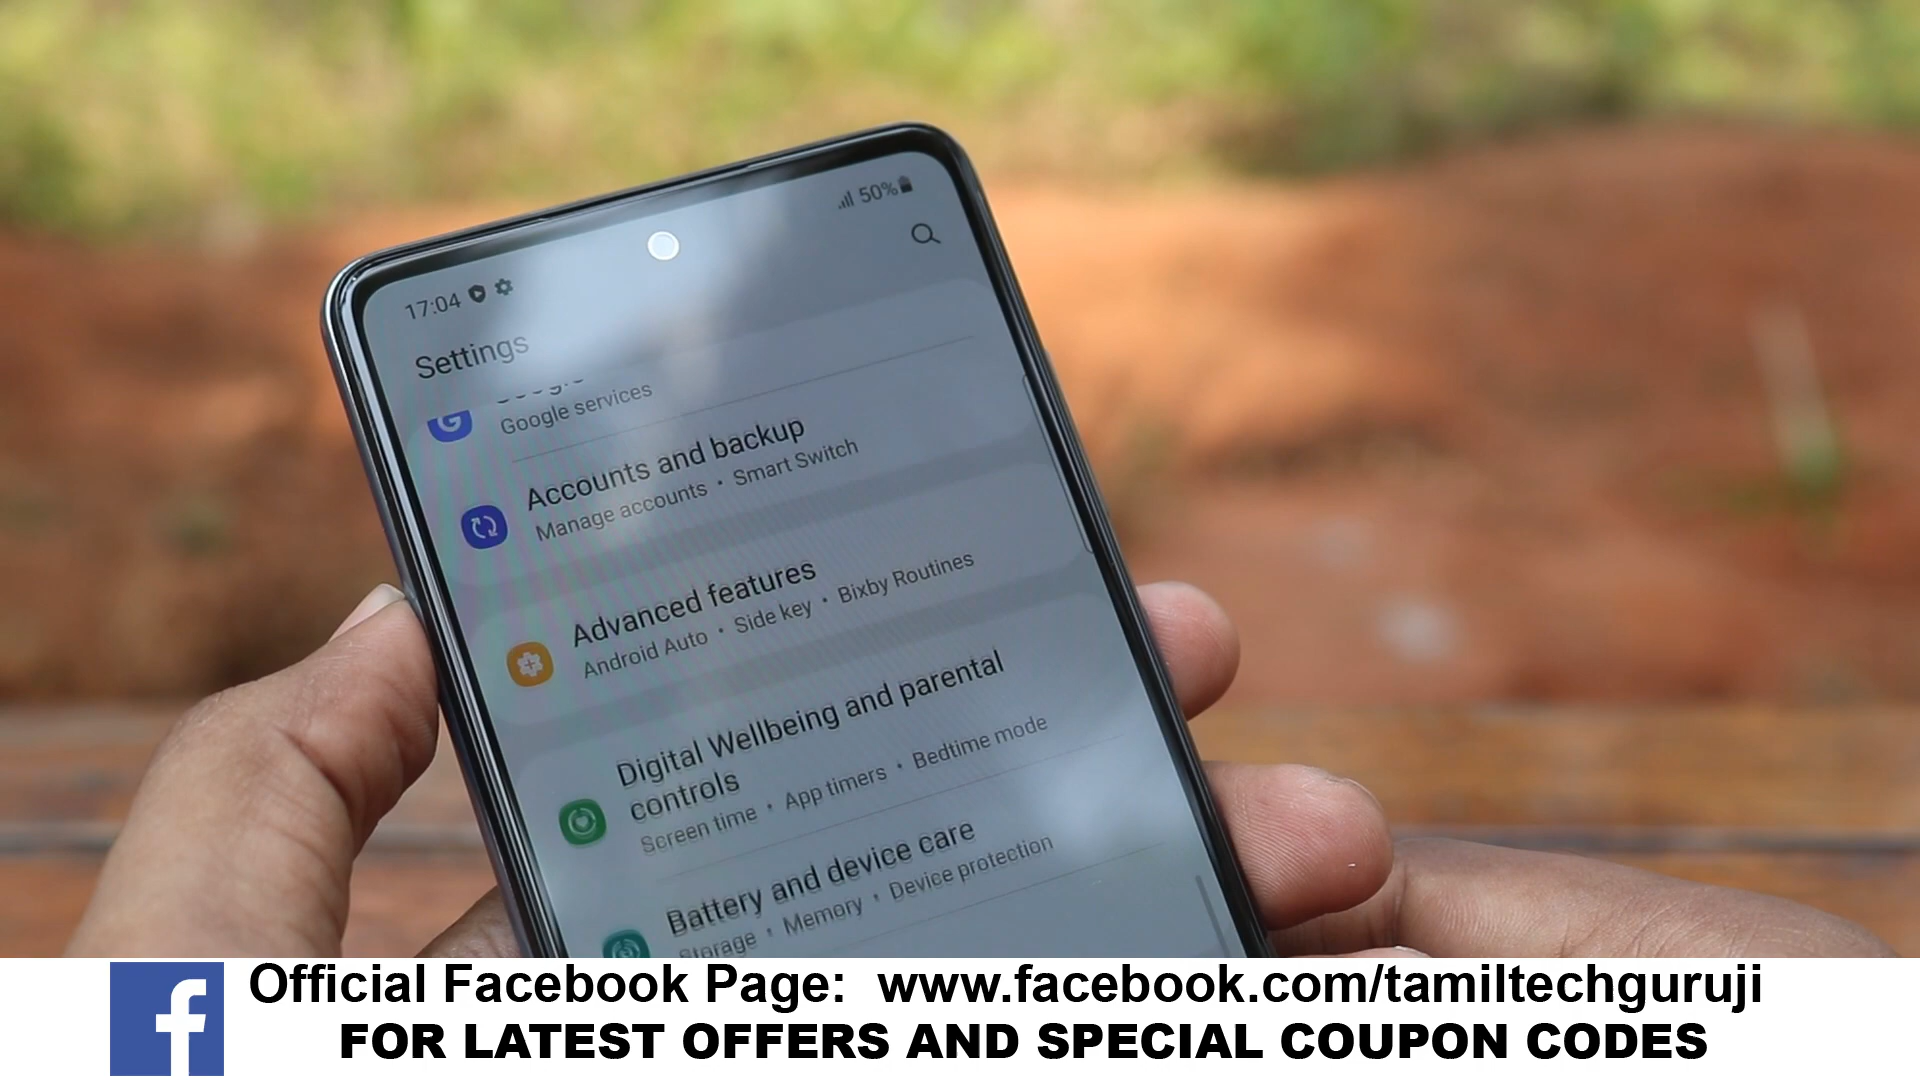 17:04
50%
Settings
Google services
Accounts and backup
Manage accounts • Smart Switch
Advanced features
Android Auto • Side key • Bixby Routines
Digital Wellbeing and parental
controls
Screen time • App timers • Bedtime mode
Battery and device care
Storage • Memory • Device protection
Official Facebook Page: www.facebook.com/tamiltechguruji
FOR LATEST OFFERS AND SPECIAL COUPON CODES